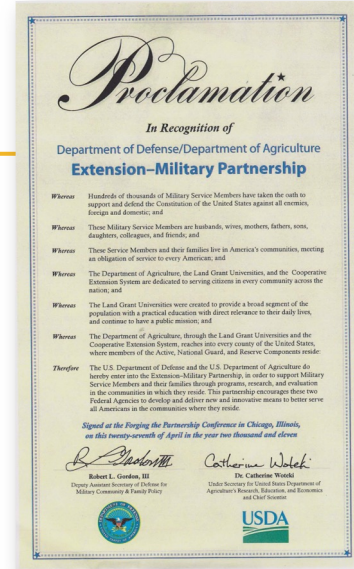 Proclamation
In Recognition of
Department of Defense/Department of Agriculture
Extension–Military Partnership
Whereas Hundreds of thousands of Military Service Members have taken the oath to
support and defend the Constitution of the United States against all enemies,
foreign and domestic; and
Whereas These Military Service Members are husbands, wives, mothers, fathers, sons,
daughters, colleagues, and friends; and
Whereas These Service Members and their families live in America's communities, meeting
an obligation of service to every American; and
Whereas The Department of Agriculture, the Land Grant Universities, and the Cooperative
Extension System are dedicated to serving citizens in every community across the
nation; and
Whereas The Land Grant Universities were created to provide a broad segment of the
population with a practical education with direct relevance to their daily lives,
and continue to have a public mission; and
Whereas The Department of Agriculture, through the Land Grant Universities and the
Cooperative Extension System, reaches into every county of the United States,
where members of the Active, National Guard, and Reserve Components reside
Therefore The U.S. Department of Defense and the U.S. Department of Agriculture do
hereby enter into the Extension–Military Partnership, in order to support Military
Service Members and their families through programs, research, and evaluation
in the communities in which they reside. This partnership encourages these two
Federal Agencies to develop and deliver new and innovative means to better serve
all Americans in the communities where they reside.
Signed at the Forging the Partnership Conference in Chicago, Illinois,
on this twenty-seventh of April in the year two thousand and eleven
Catherine Woteki
Robert L. Gordon, III
Deputy Assistant Secretary of Defense for
Military Community & Family Policy
Dr. Catherine Woteki
Under Secretary for United States Department of
Agriculture's Research, Education, and Economics
and Chief Scientist
USDA